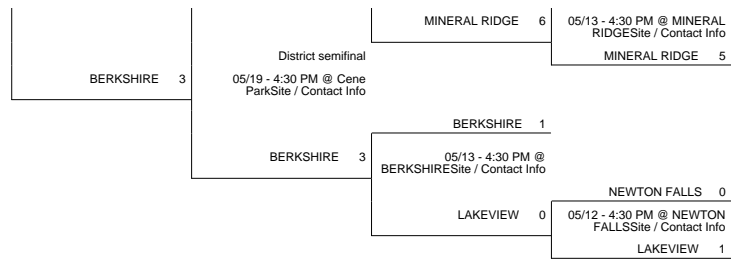 MINERAL RIDGE 6
05/13 - 4:30 PM @ MINERAL
RIDGESite / Contact Info
MINERAL RIDGE 5
District semifinal
BERKSHIRE 3
05/19 - 4:30 PM @ Cene
ParkSite / Contact Info
BERKSHIRE 1
BERKSHIRE 3
05/13 - 4:30 PM @
BERKSHIRESite / Contact Info
NEWTON FALLS 0
LAKEVIEW 0
05/12 - 4:30 PM @ NEWTON
FALLSSite / Contact Info
LAKEVIEW 1